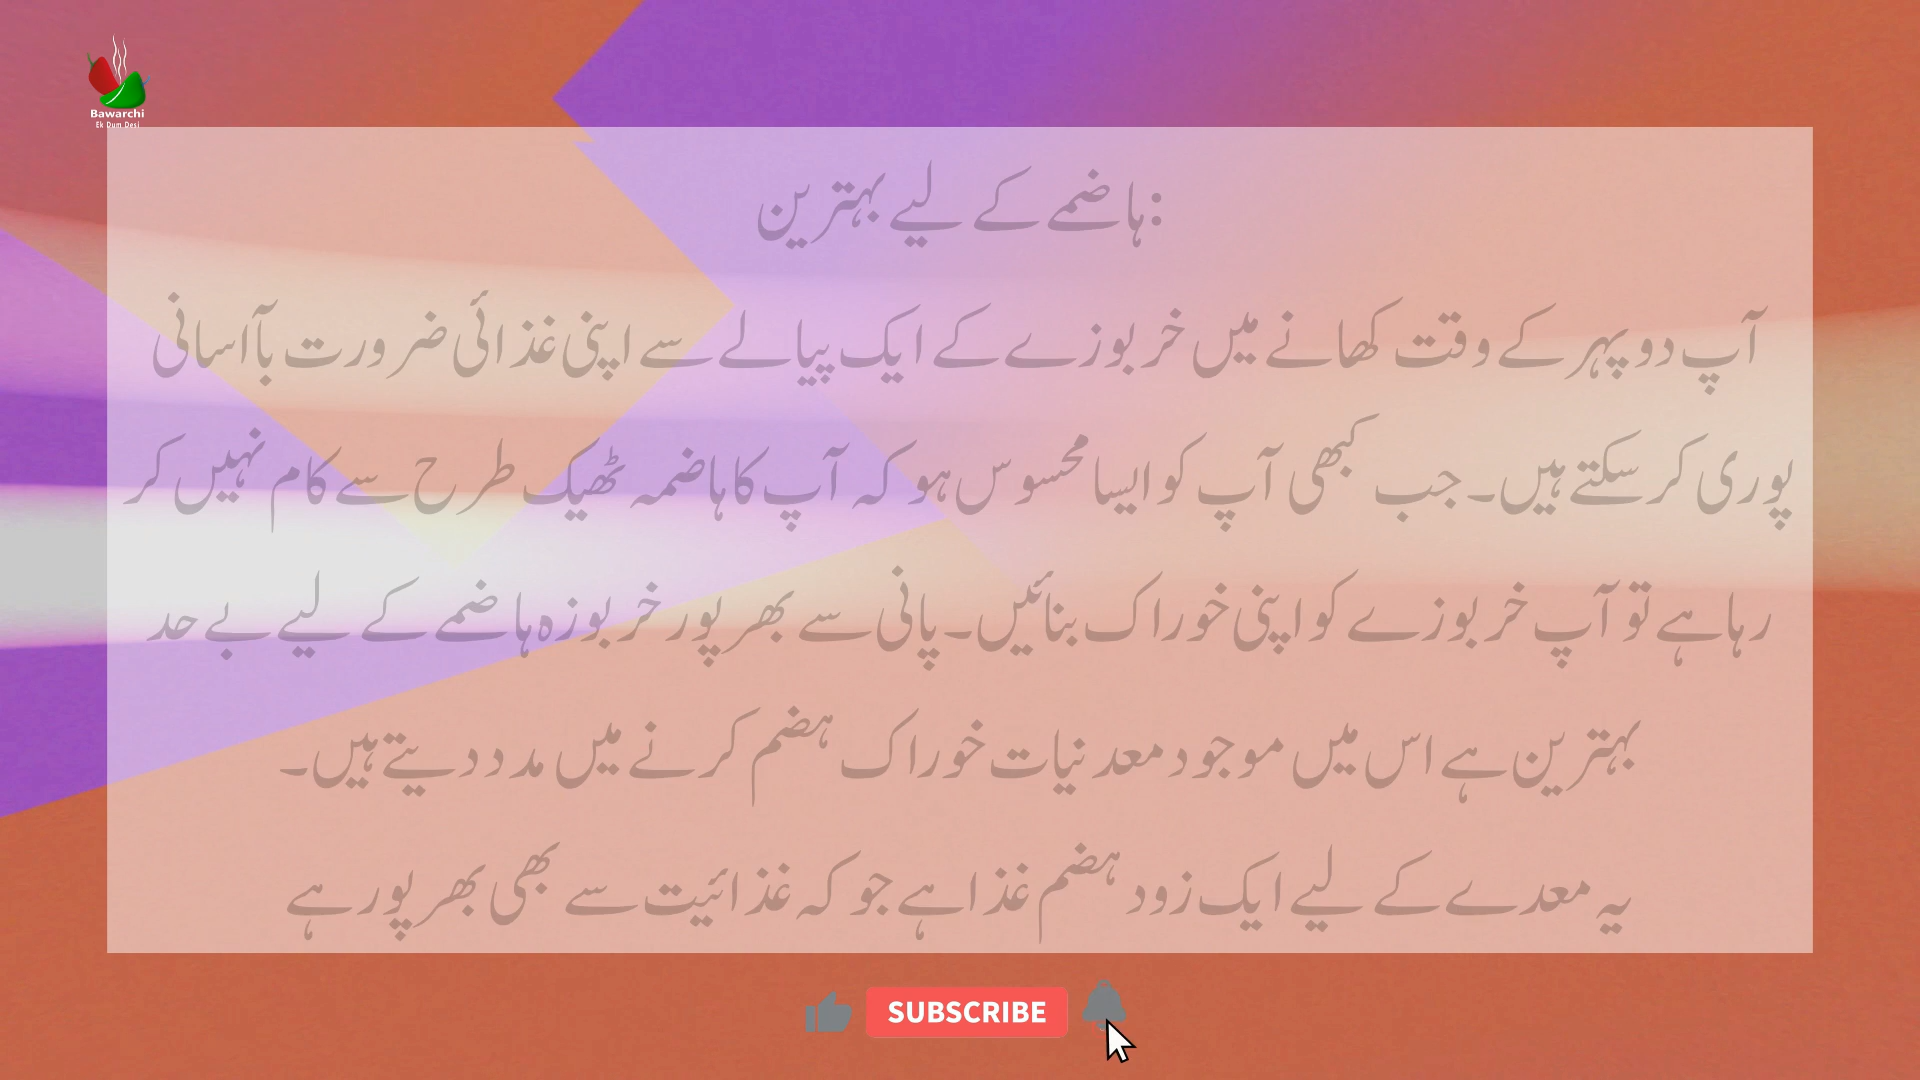 Bawarchi
Ek Dum Desi
:ہاضمے کے لیے بہترین
آپ دوپہر کے وقت کھانے میں خربوزے کے ایک پیالے سے اپنی غذائی ضرورت بآاسانی
پوری کر سکتے ہیں۔ جب کبھی آپ کو ایسا محسوس ہو کہ آپ کا ہاضمہ ٹھیک طرح سے کام نہیں کر
رہا ہے تو آپ خربوزے کو اپنی خوراک بنائیں۔ پانی سے بھرپور خربوزہ ہاضمے کے لیے بے حد
بہترین ہے اس میں موجود معدنیات خوراک ہضم کرنے میں مدد دیتے ہیں۔
یہ معدے کے لیے ایک زود ہضم غذا ہے جو کہ غذائیت سے بھی بھرپور ہے
SUBSCRIBE